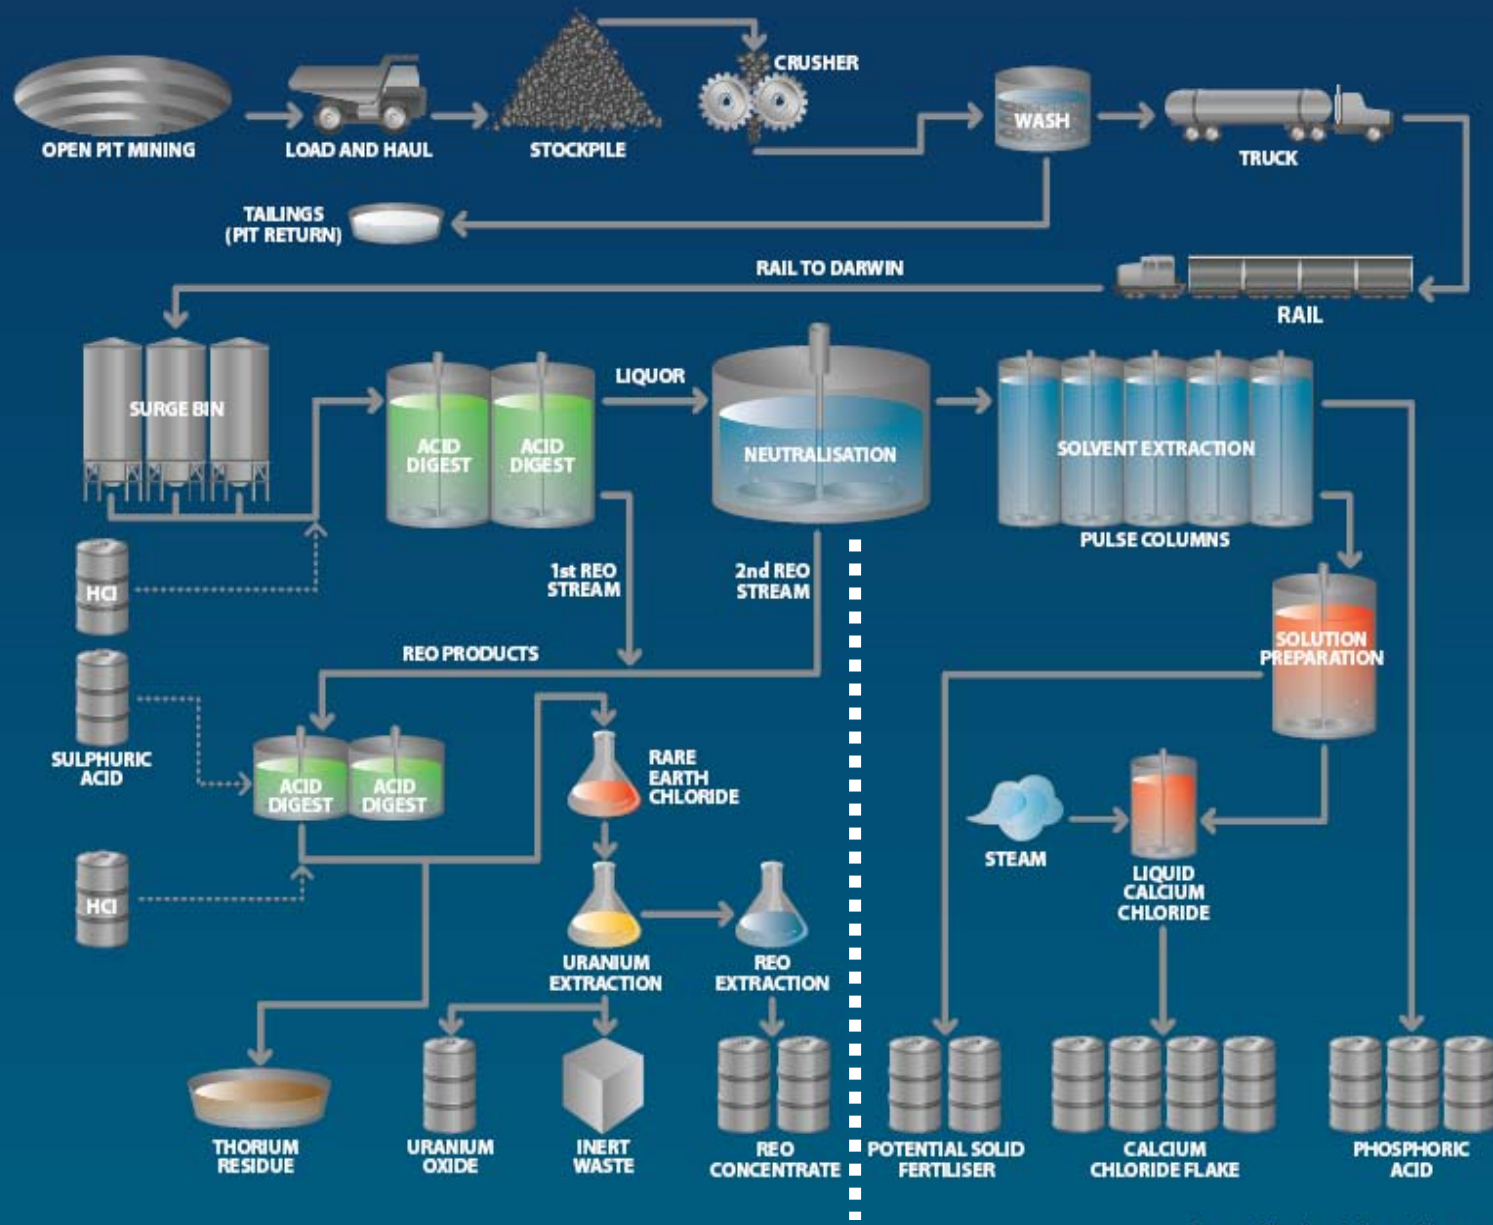 CRUSHER
WASH
OPEN PIT MINING
LOAD AND HAUL
STOCKPILE
TRUCK
TAILINGS
(PIT RETURN)
RAIL TO DARWIN
RAIL
SURGE BIN
ACID
DIGEST
ACID
DIGEST
LIQUOR
NEUTRALISATION
SOLVENT EXTRACTION
PULSE COLUMNS
HCl
1st REO
STREAM
2nd REO
STREAM
REO PRODUCTS
SOLUTION
PREPARATION
SULPHURIC
ACID
ACID
DIGEST
ACID
DIGEST
RARE
EARTH
CHLORIDE
STEAM
LIQUID
CALCIUM
CHLORIDE
HCl
URANIUM
EXTRACTION
REO
EXTRACTION
THORIUM
RESIDUE
URANIUM
OXIDE
INERT
WASTE
REO
CONCENTRATE
POTENTIAL SOLID
FERTILISER
CALCIUM
CHLORIDE FLAKE
PHOSPHORIC
ACID